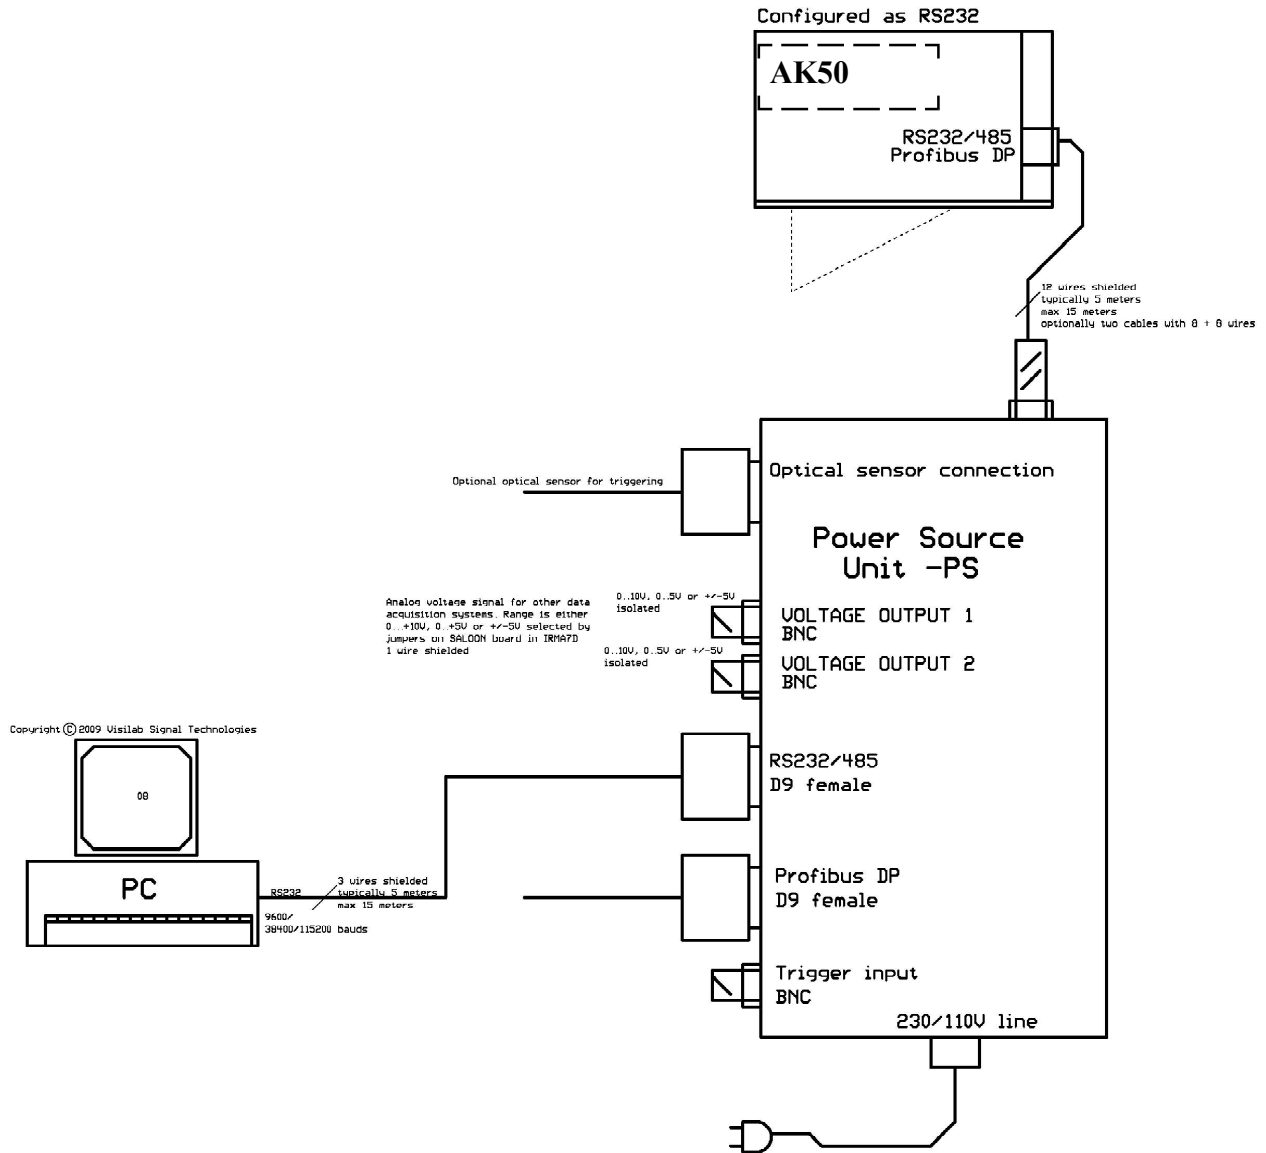 Configured as RS232
AK50
RS232/485
Profibus DP
12 wires shielded
typically 5 meters
max 15 meters
optionally two cables with 8 + 8 wires
Optional optical sensor for triggering
Optical sensor connection
Power Source
Unit -PS
Analog voltage signal for other data
acquisition systems. Range is either
0..+10V, 0..+5V or +/-5V selected by
jumpers on SALOON board in IRMA7D
1 wire shielded
0..10V, 0..5V or +/-5V
isolated
VOLTAGE OUTPUT 1
BNC
0..10V, 0..5V or +/-5V
isolated
VOLTAGE OUTPUT 2
BNC
Copyright © 2009 Visilab Signal Technologies
08
PC
RS232
9600/
38400/115200 bauds
3 wires shielded
typically 5 meters
max 15 meters
RS232/485
D9 female
Profibus DP
D9 female
Trigger input
BNC
230/110V line